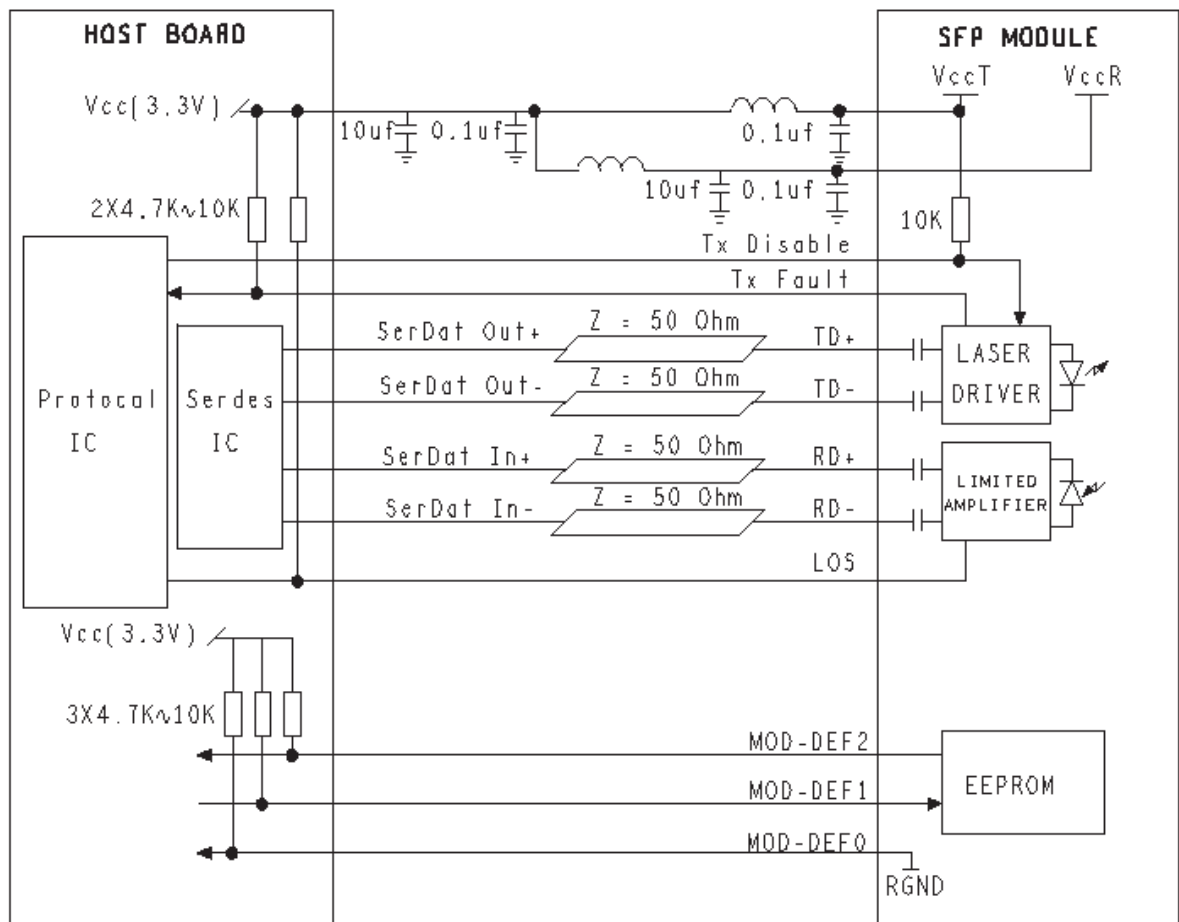 HOST BOARD
SFP MODULE
VccT
VccR
Vcc(3.3V)
10uf
0.1uf
0.1uf
10uf
0.1uf
2X4.7K∿10K
10K
Tx Disable
Tx Fault
Z = 50 Ohm
SerDat Out+
TD+
Z = 50 Ohm
SerDat Out-
TD-
LASER
DRIVER
Protocal
IC
Serdes
IC
Z = 50 Ohm
SerDat In+
RD+
Z = 50 Ohm
SerDat In-
RD-
LIMITED
AMPLIFIER
LOS
Vcc(3.3V)
3X4.7K∿10K
MOD-DEF2
MOD-DEF1
EEPROM
MOD-DEF0
RGND